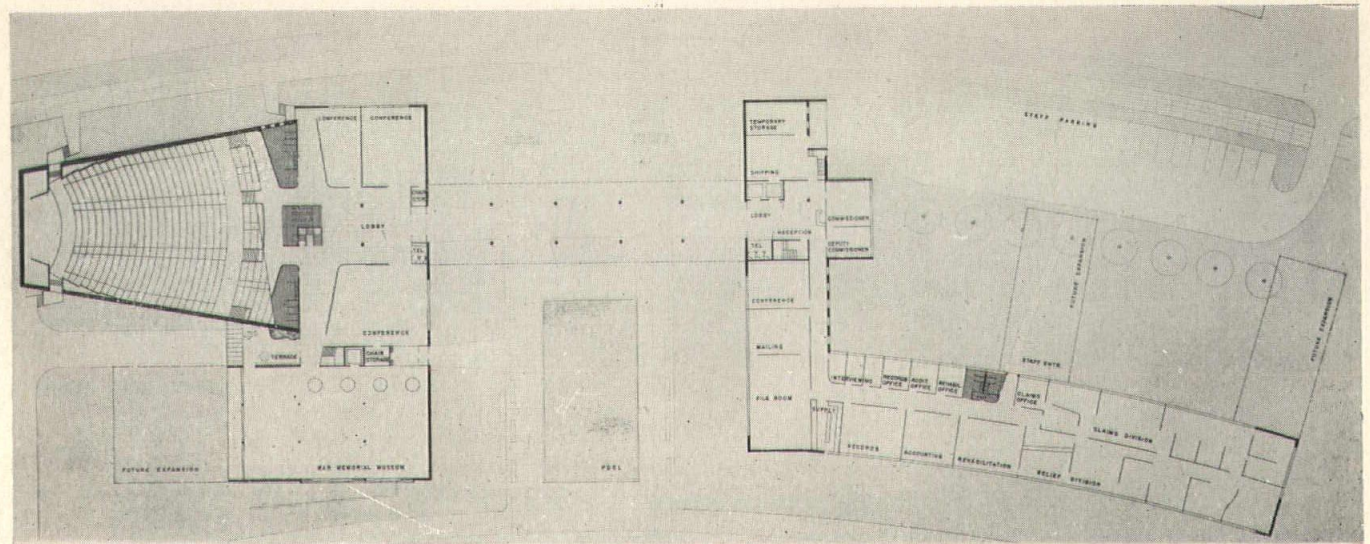 CONFERENCE
CONFERENCE
LOBBY
TEL
CONFERENCE
TERRACE
CHAIR
STORAGE
FUTURE EXPANSION
WAR MEMORIAL MUSEUM
POOL
TEMPORARY
STORAGE
SHIPPING
LOBBY
RECEPTION
COMMISSIONER
DEPUTY
COMMISSIONER
TEL
CONFERENCE
MAILING
FILE ROOM
SUPPLY
INTERVIEWING
OFFICE
AUDIT
OFFICE
REHABIL
OFFICE
CLAIMS
OFFICE
STAFF ENTR.
RECORDS
ACCOUNTING
REHABILITATION
RELIEF DIVISION
CLAIMS DIVISION
STAFF PARKING
FUTURE EXPANSION
FUTURE EXPANSION